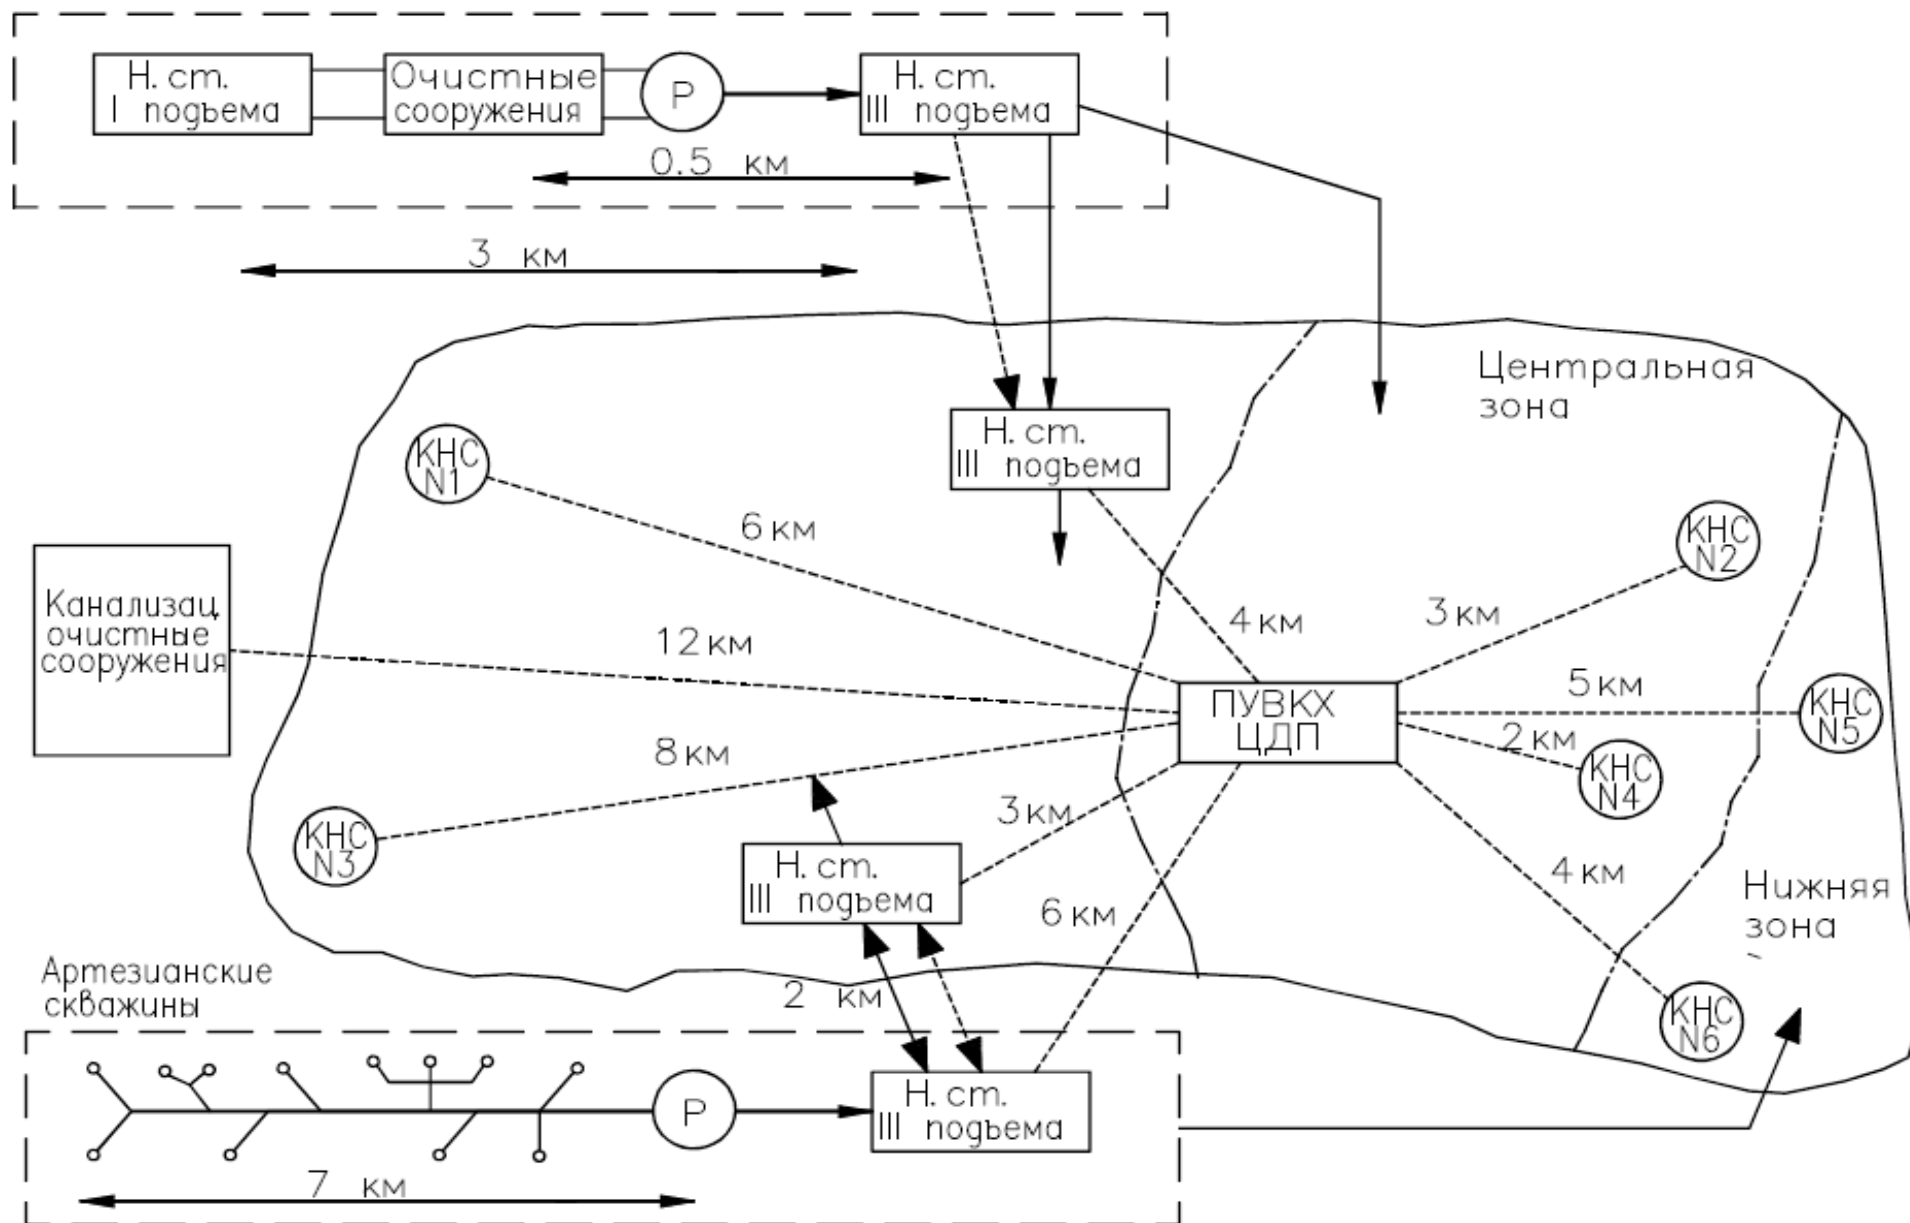 Н. ст.
I подъема
Очистные
сооружения
Р
Н. ст.
III подъема
0.5 км
3 км
Центральная
зона
КНС
N1
Н. ст.
III подъема
6 км
КНС
N2
Канализац.
очистные
сооружения
12 км
4 км
3 км
ПУВКХ
ЦДП
5 км
КНС
N5
8 км
2 км
КНС
N4
КНС
N3
3 км
Н. ст.
III подъема
4 км
Нижняя
зона
6 км
Артезианские
скважины
2 км
КНС
N6
Р
Н. ст.
III подъема
7 км